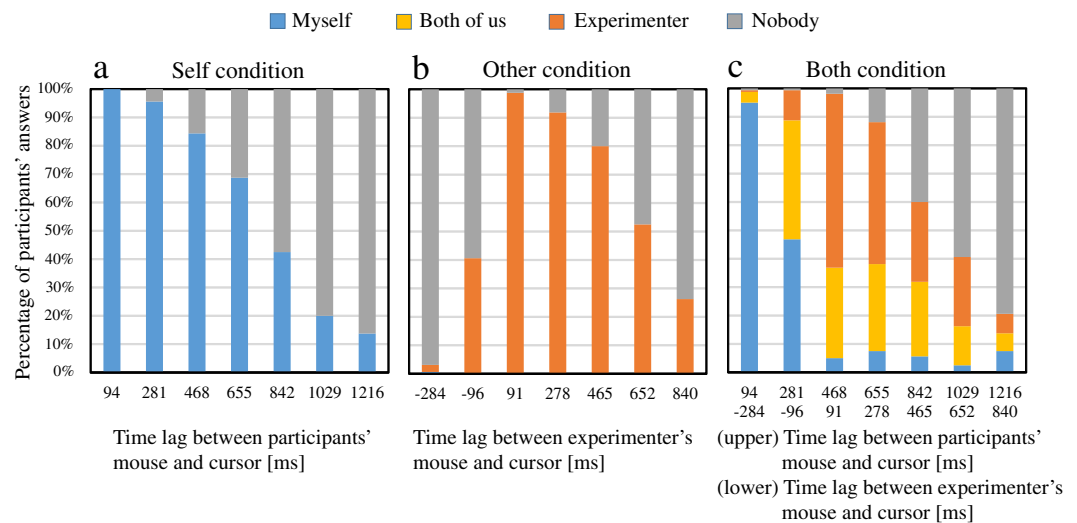 Myself Both of us Experimenter Nobody
a Self condition
b Other condition
c Both condition
Percentage of participants' answers
100%
90%
80%
70%
60%
50%
40%
30%
20%
10%
0%
94 281 468 655 842 1029 1216
-284 -96 91 278 465 652 840
94 281 468 655 842 1029 1216
-284 -96 91 278 465 652 840
Time lag between participants'
mouse and cursor [ms]
Time lag between experimenter's
mouse and cursor [ms]
(upper) Time lag between participants'
mouse and cursor [ms]
(lower) Time lag between experimenter's
mouse and cursor [ms]